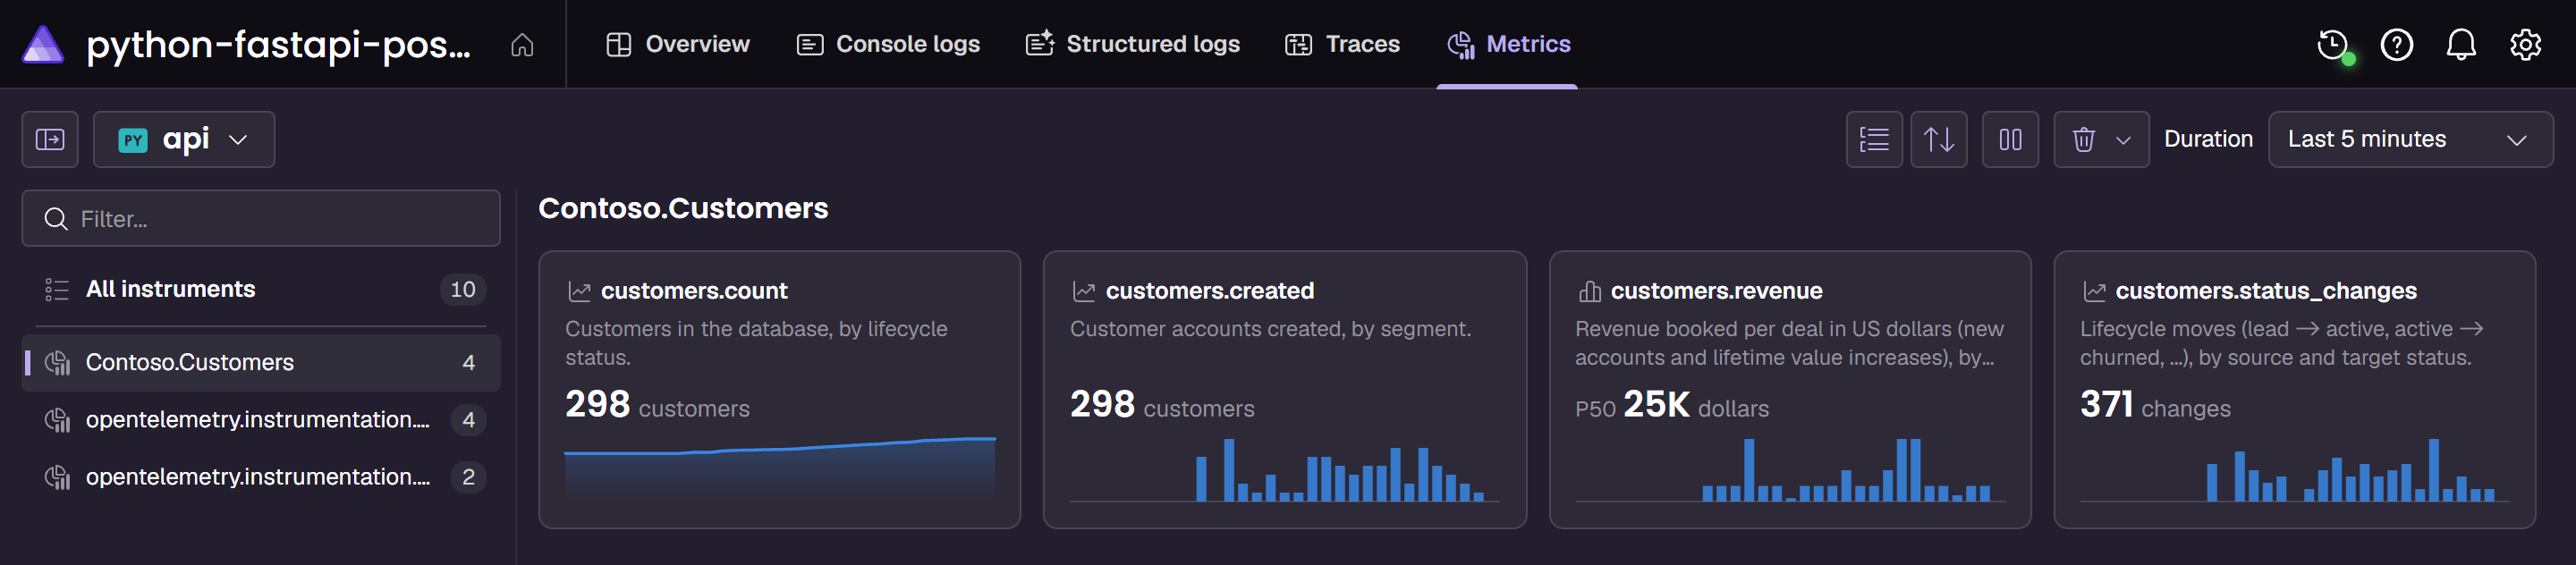 python-fastapi-pos...
Overview
Console logs
Structured logs
Traces
Metrics
PY api
Duration
Last 5 minutes
Filter...
All instruments 10
Contoso.Customers 4
opentelemetry.instrumentation.... 4
opentelemetry.instrumentation.... 2
Contoso.Customers
customers.count
Customers in the database, by lifecycle
status.
298 customers
customers.created
Customer accounts created, by segment.
298 customers
customers.revenue
Revenue booked per deal in US dollars (new
accounts and lifetime value increases), by...
P50 25K dollars
customers.status_changes
Lifecycle moves (lead → active, active →
churned, ...), by source and target status.
371 changes